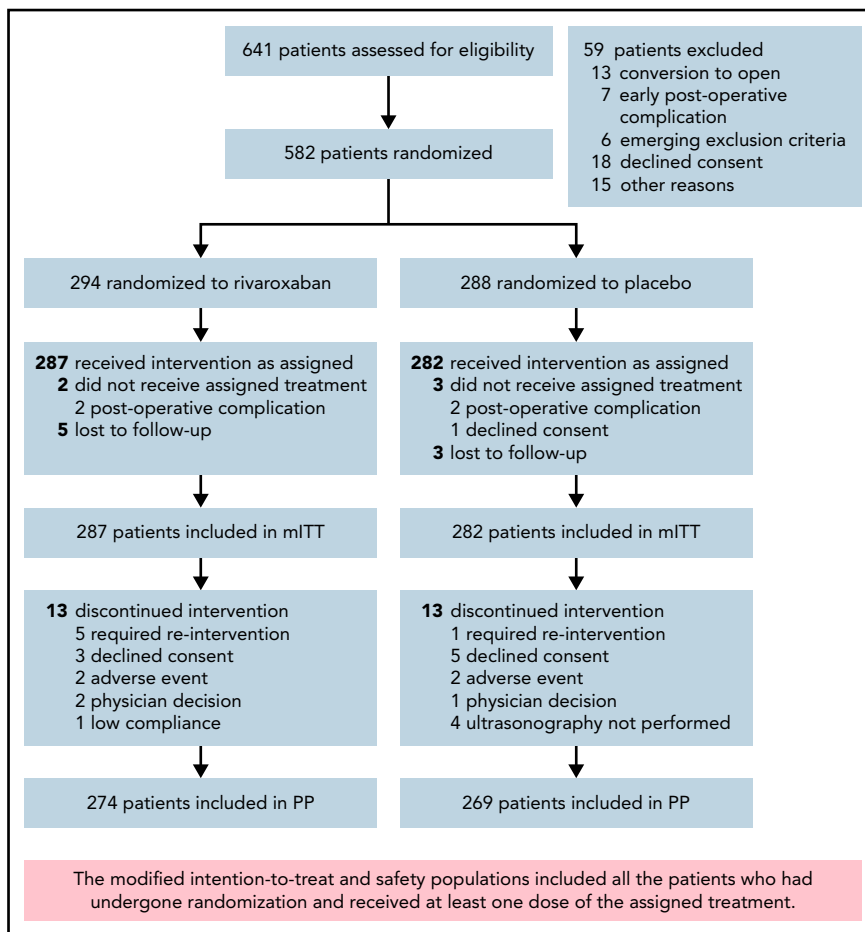 641 patients assessed for eligibility
59 patients excluded
13 conversion to open
7 early post-operative
complication
6 emerging exclusion criteria
18 declined consent
15 other reasons
582 patients randomized
294 randomized to rivaroxaban
288 randomized to placebo
287 received intervention as assigned
2 did not receive assigned treatment
2 post-operative complication
5 lost to follow-up
282 received intervention as assigned
3 did not receive assigned treatment
2 post-operative complication
1 declined consent
3 lost to follow-up
287 patients included in mITT
282 patients included in mITT
13 discontinued intervention
5 required re-intervention
3 declined consent
2 adverse event
2 physician decision
1 low compliance
13 discontinued intervention
1 required re-intervention
5 declined consent
2 adverse event
1 physician decision
4 ultrasonography not performed
274 patients included in PP
269 patients included in PP
The modified intention-to-treat and safety populations included all the patients who had
undergone randomization and received at least one dose of the assigned treatment.